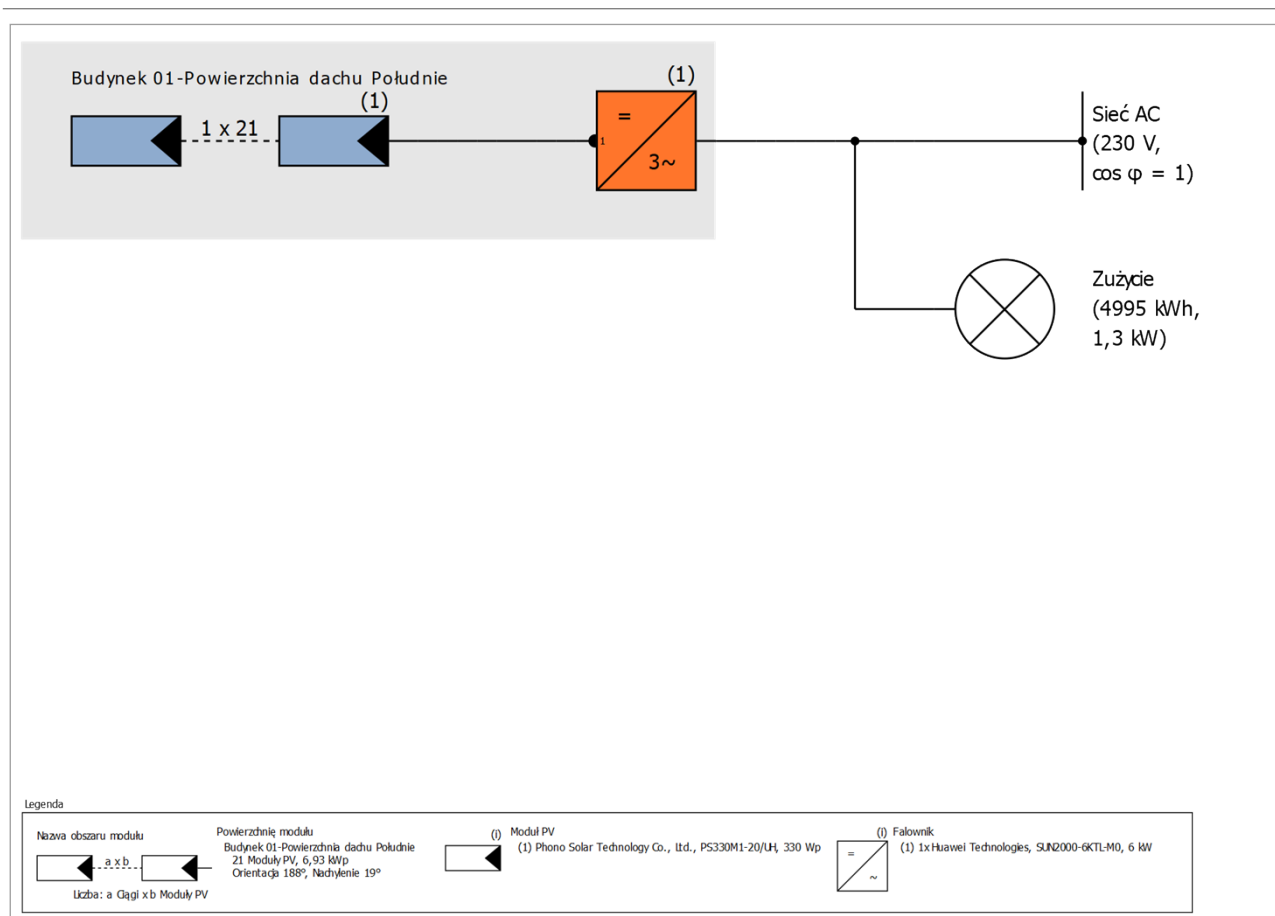 Budynek 01-Powierzchnia dachu Południe
(1)
1 x 21
(1)
=
1
3~
Sieć AC
(230 V,
cos φ = 1)
Zużycie
(4995 kWh,
1,3 kW)
Legenda
Nazwa obszaru modułu
a x b
Liczba: a Ciągi x b Moduły PV
Powierzchnię modułu
Budynek 01-Powierzchnia dachu Południe
21 Moduły PV, 6,93 kWp
Orientacja 188°, Nachylenie 19°
(i) Moduł PV
(1) Phono Solar Technology Co., Ltd., PS330M1-20/UH, 330 Wp
(i) Falownik
=
~
(1) 1x Huawei Technologies, SUN2000-6KTL-M0, 6 kW